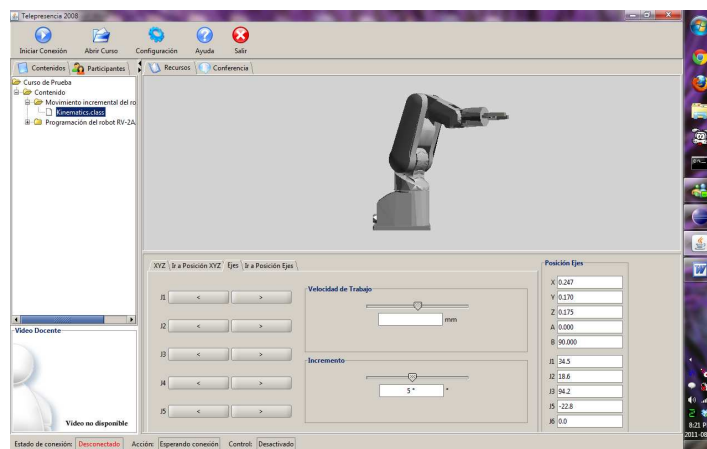 Telepresencia 2008
Iniciar Conexión Abrir Curso Configuración Ayuda Salir
Contenidos Participantes Recursos Conferencia
Curso de Prueba
Contenido
Movimiento incremental del ro
Kinematics.class
Programación del robot RV-2A
XYZ Ir a Posición XYZ Ejes Ir a Posición Ejes
J1 < >
J2 < >
J3 < >
J4 < >
J5 < >
Velocidad de Trabajo
mm
Incremento
5 ° °
Posición Ejes
X 0.247
Y 0.170
Z 0.175
A 0.000
B 90.000
J1 34.5
J2 18.6
J3 94.2
J5 -22.8
J6 0.0
Video Docente
Video no disponible
Estado de conexión: Desconectado Acción: Esperando conexión Control: Desactivado
8:21 P
2011-08